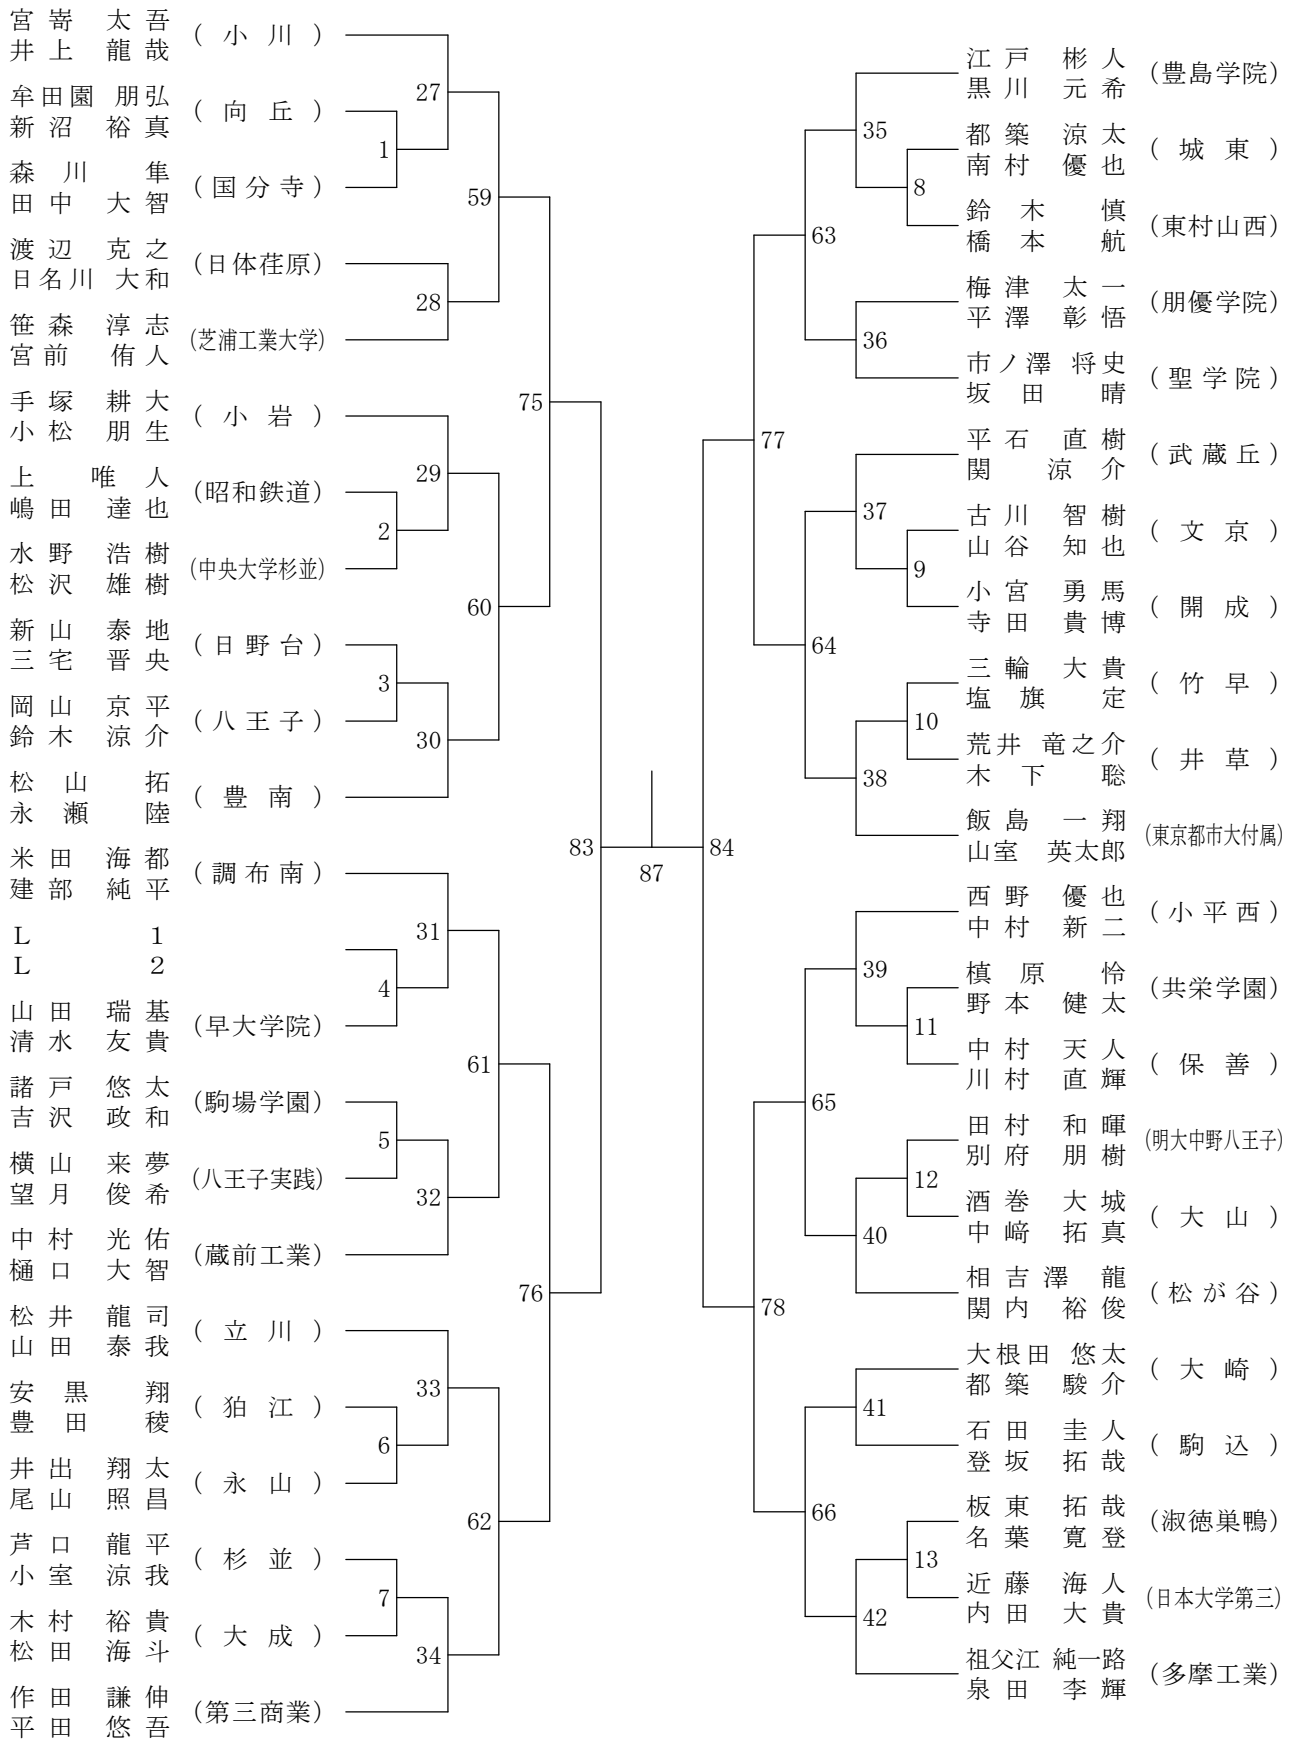 宮嵜 太吾
井上 龍哉
(小川)
牟田園 朋弘
新沼 裕真
(向丘)
森川 隼
田中 大智
(国分寺)
渡辺 克之
日名川 大和
(日体荏原)
笹森 淳志
宮前 侑人
(芝浦工業大学)
手塚 耕大
小松 朋生
(小岩)
上 唯人
嶋田 達也
(昭和鉄道)
水野 浩樹
松沢 雄樹
(中央大学杉並)
新山 泰地
三宅 晋央
(日野台)
岡山 京平
鈴木 涼介
(八王子)
松山 拓
永瀬 陸
(豊南)
米田 海都
建部 純平
(調布南)
L 1
L 2
山田 瑞基
清水 友貴
(早大学院)
諸戸 悠太
吉沢 政和
(駒場学園)
横山 来夢
望月 俊希
(八王子実践)
中村 光佑
樋口 大智
(蔵前工業)
松井 龍司
山田 泰我
(立川)
安黒 翔
豊田 稜
(狛江)
井出 翔太
尾山 照昌
(永山)
芦口 龍平
小室 涼我
(杉並)
木村 裕貴
松田 海斗
(大成)
作田 謙伸
平田 悠吾
(第三商業)
1
2
3
4
5
6
7
27
28
29
30
31
32
33
34
59
60
61
62
75
76
83
87
84
77
78
63
64
65
66
35
36
37
38
39
40
41
42
8
9
10
11
12
13
江戸 彬人
黒川 元希
(豊島学院)
都築 涼太
南村 優也
(城東)
鈴木 慎
橋本 航
(東村山西)
梅津 太一
平澤 彰悟
(朋優学院)
市ノ澤 将史
坂田 晴
(聖学院)
平石 直樹
関 涼介
(武蔵丘)
古川 智樹
山谷 知也
(文京)
小宮 勇馬
寺田 貴博
(開成)
三輪 大貴
塩旗 定
(竹早)
荒井 竜之介
木下 聡
(井草)
飯島 一翔
山室 英太郎
(東京都市大付属)
西野 優也
中村 新二
(小平西)
槙原 怜
野本 健太
(共栄学園)
中村 天人
川村 直輝
(保善)
田村 和暉
別府 朋樹
(明大中野八王子)
酒巻 大城
中﨑 拓真
(大山)
相吉澤 龍
関内 裕俊
(松が谷)
大根田 悠太
都築 駿介
(大崎)
石田 圭人
登坂 拓哉
(駒込)
板東 拓哉
名葉 寛登
(淑徳巣鴨)
近藤 海人
内田 大貴
(日本大学第三)
祖父江 純一路
泉田 李輝
(多摩工業)